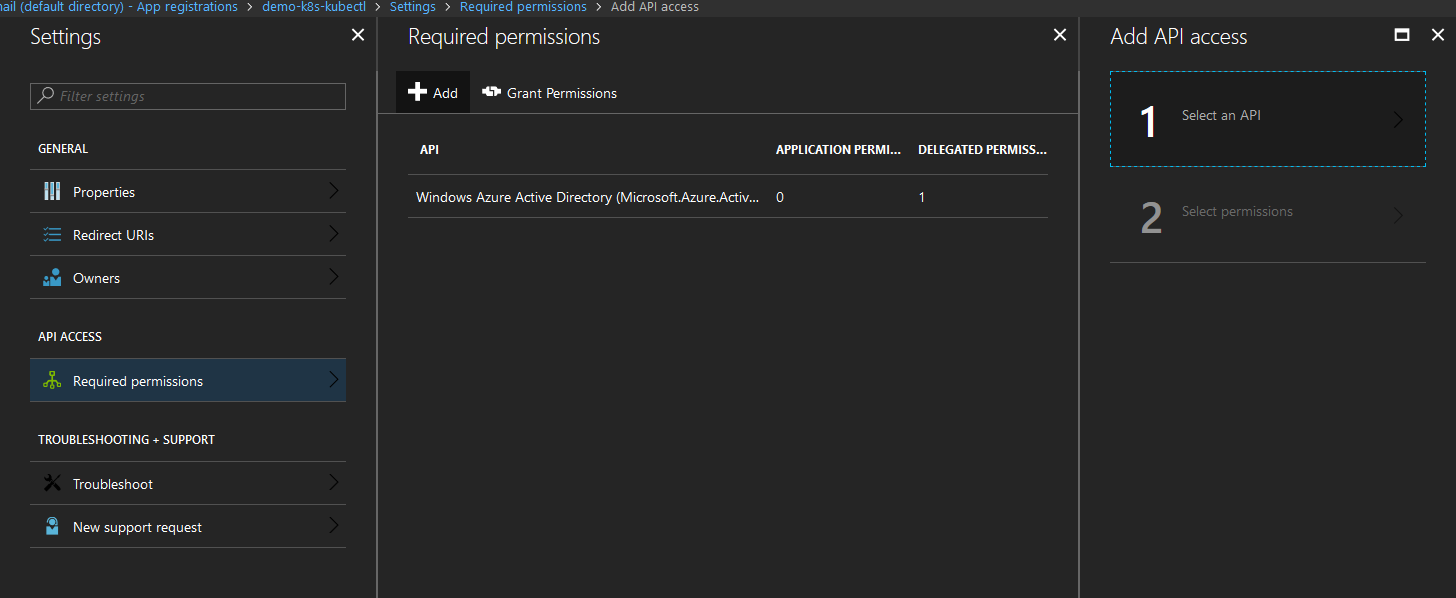 ail (default directory) - App registrations > demo-k8s-kubectl > Settings > Required permissions > Add API access
Settings
Filter settings
GENERAL
Properties
Redirect URIs
Owners
API ACCESS
Required permissions
TROUBLESHOOTING + SUPPORT
Troubleshoot
New support request
Required permissions
Add
Grant Permissions
API APPLICATION PERMI... DELEGATED PERMISS...
Windows Azure Active Directory (Microsoft.Azure.Activ... 0 1
Add API access
1 Select an API
2 Select permissions